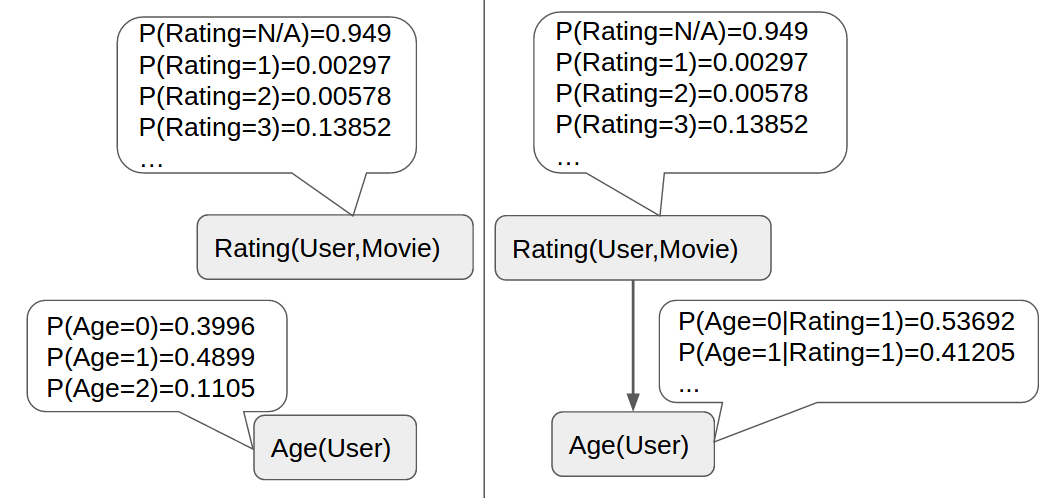 P(Rating=N/A)=0.949
P(Rating=1)=0.00297
P(Rating=2)=0.00578
P(Rating=3)=0.13852
...
Rating(User,Movie)
P(Age=0)=0.3996
P(Age=1)=0.4899
P(Age=2)=0.1105
Age(User)
P(Rating=N/A)=0.949
P(Rating=1)=0.00297
P(Rating=2)=0.00578
P(Rating=3)=0.13852
...
Rating(User,Movie)
P(Age=0|Rating=1)=0.53692
P(Age=1|Rating=1)=0.41205
...
Age(User)